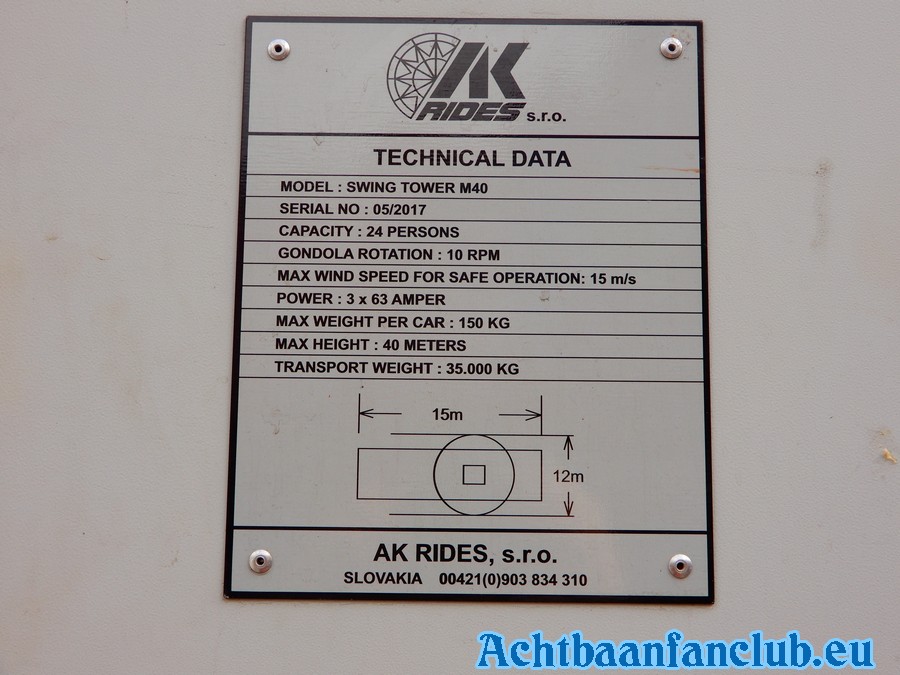 AK
RIDES s.r.o.
TECHNICAL DATA
MODEL : SWING TOWER M40
SERIAL NO : 05/2017
CAPACITY : 24 PERSONS
GONDOLA ROTATION : 10 RPM
MAX WIND SPEED FOR SAFE OPERATION: 15 m/s
POWER : 3 x 63 AMPER
MAX WEIGHT PER CAR : 150 KG
MAX HEIGHT : 40 METERS
TRANSPORT WEIGHT : 35.000 KG
15m
12m
AK RIDES, s.r.o.
SLOVAKIA 00421(0)903 834 310
Achtbaanfanclub.eu